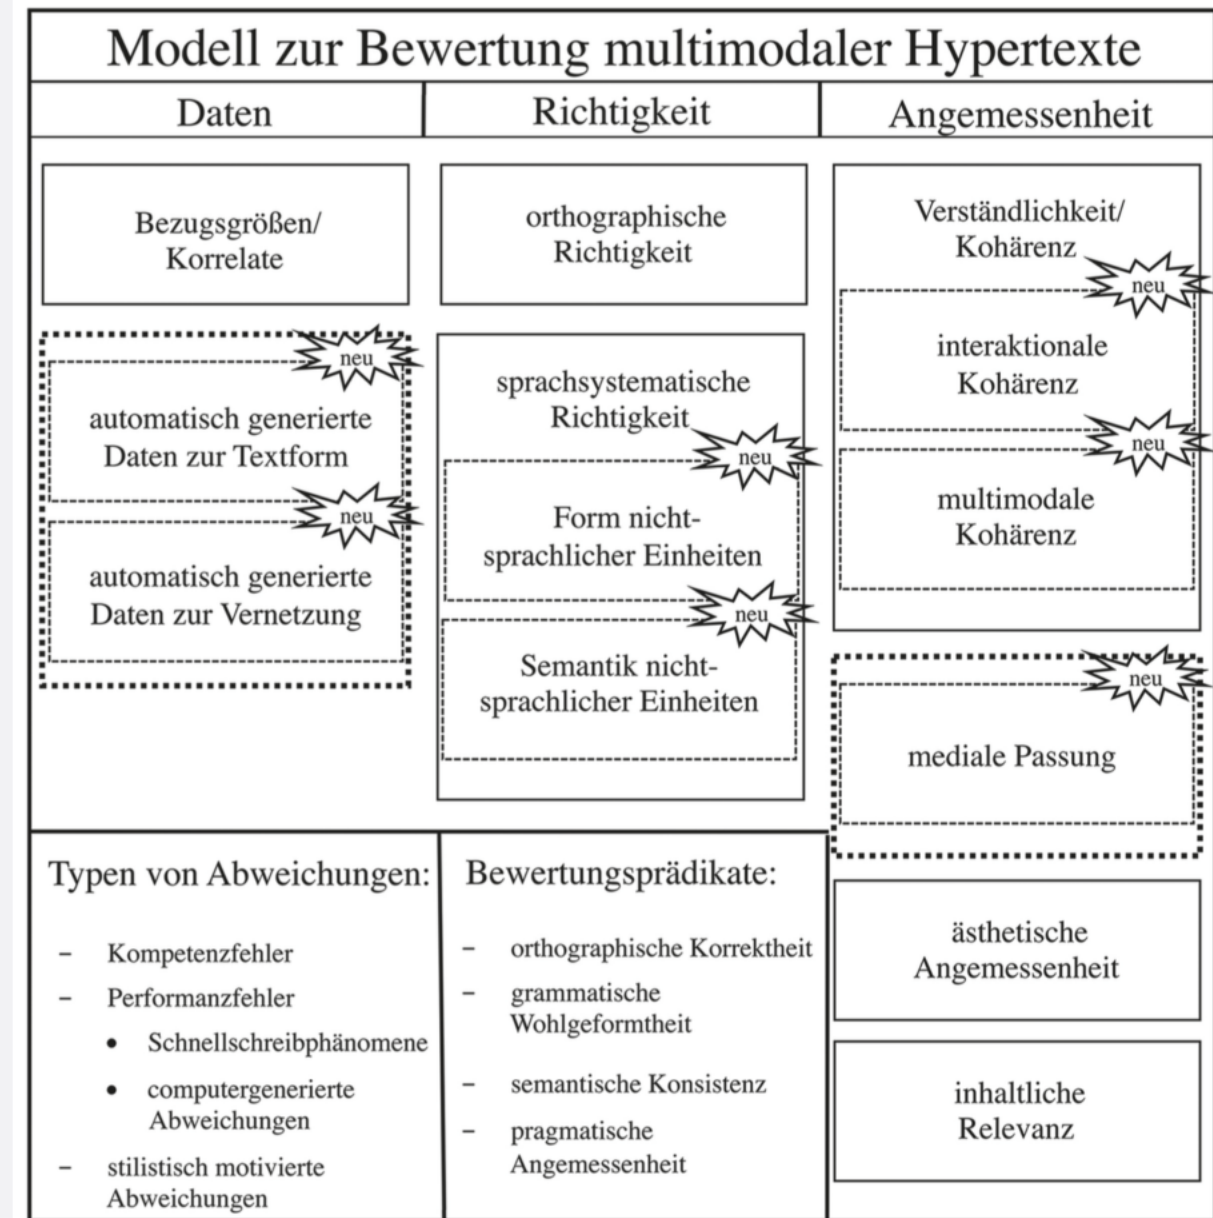 Modell zur Bewertung multimodaler Hypertexte
Daten
Richtigkeit
Angemessenheit
Bezugsgrößen/
Korrelate
neu
automatisch generierte
Daten zur Textform
neu
automatisch generierte
Daten zur Vernetzung
orthographische
Richtigkeit
sprachsystematische
Richtigkeit
neu
Form nicht-
sprachlicher Einheiten
neu
Semantik nicht-
sprachlicher Einheiten
Verständlichkeit/
Kohärenz
neu
interaktionale
Kohärenz
neu
multimodale
Kohärenz
neu
mediale Passung
ästhetische
Angemessenheit
inhaltliche
Relevanz
Typen von Abweichungen:
– Kompetenzfehler
– Performanzfehler
• Schnellschreibphänomene
• computergenerierte
Abweichungen
– stilistisch motivierte
Abweichungen
Bewertungsprädikate:
– orthographische Korrektheit
– grammatische
Wohlgeformtheit
– semantische Konsistenz
– pragmatische
Angemessenheit